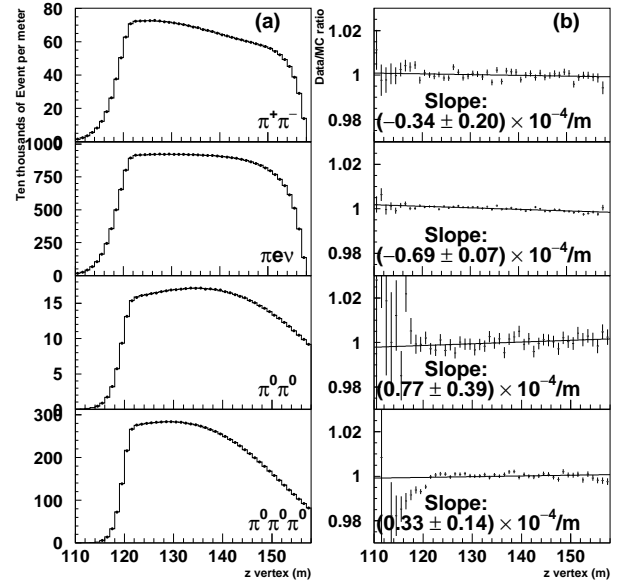 (a)
Ten thousands of Event per meter
80
60
40
20
0
π⁺π⁻
1000
750
500
250
0
πeν
15
10
5
0
π⁰π⁰
300
200
100
0
π⁰π⁰π⁰
110 120 130 140 150
z vertex (m)
(b)
Data/MC ratio
1.02
1
0.98
Slope:
(−0.34 ± 0.20) × 10⁻⁴/m
1.02
1
0.98
Slope:
(−0.69 ± 0.07) × 10⁻⁴/m
1.02
1
0.98
Slope:
(0.77 ± 0.39) × 10⁻⁴/m
1.02
1
0.98
Slope:
(0.33 ± 0.14) × 10⁻⁴/m
110 120 130 140 150
z vertex (m)